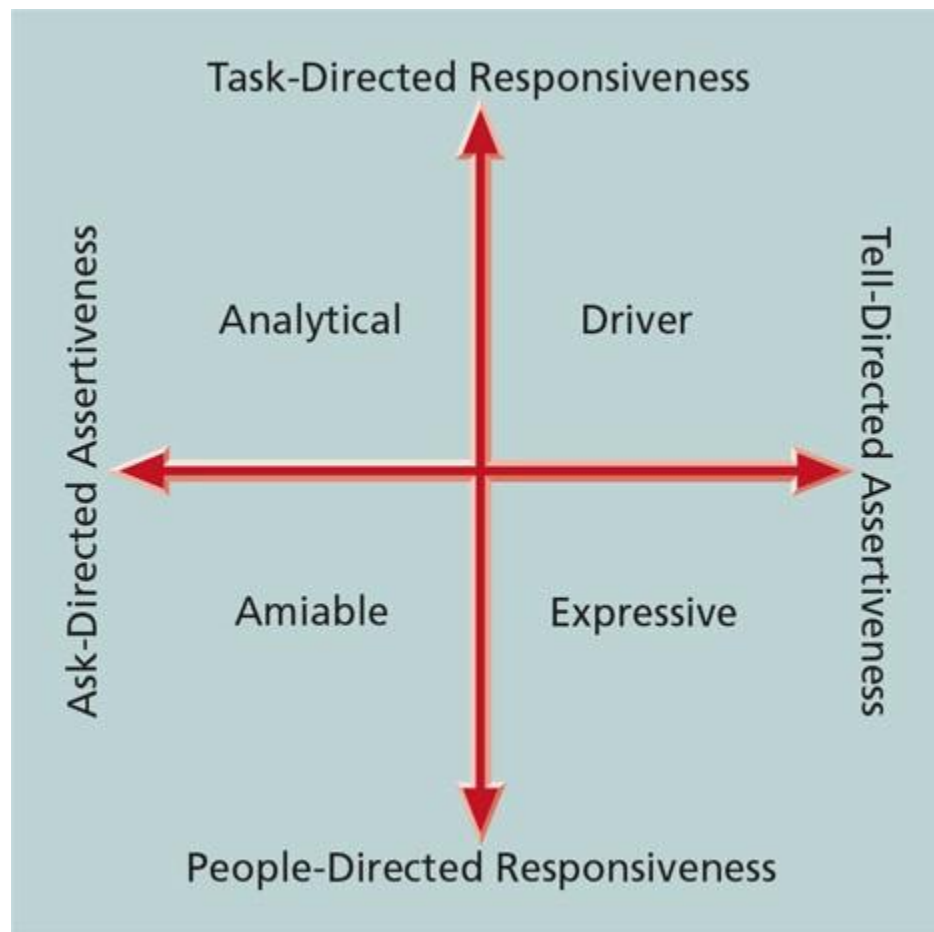 Task-Directed Responsiveness
Ask-Directed Assertiveness
Tell-Directed Assertiveness
Analytical
Driver
Amiable
Expressive
People-Directed Responsiveness